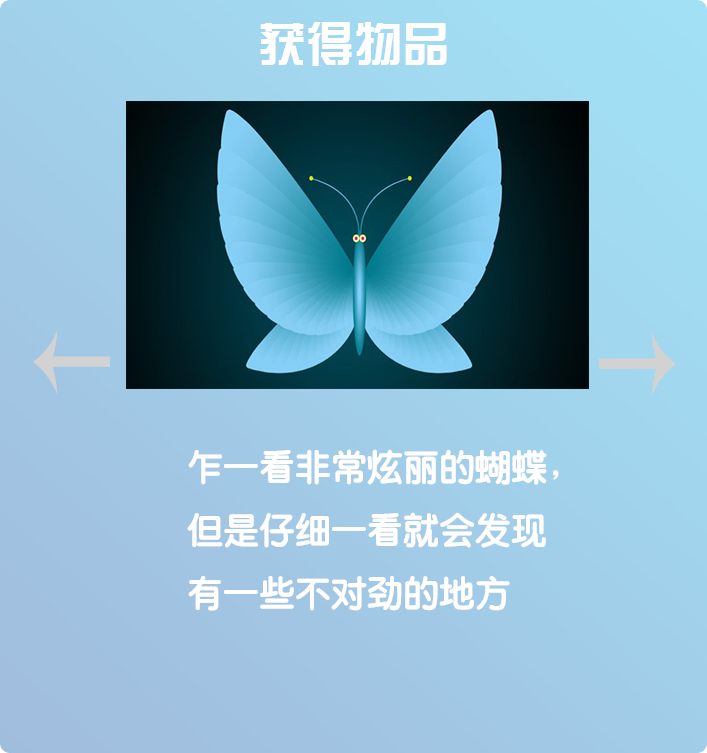 获得物品
乍一看非常炫丽的蝴蝶，
但是仔细一看就会发现
有一些不对劲的地方